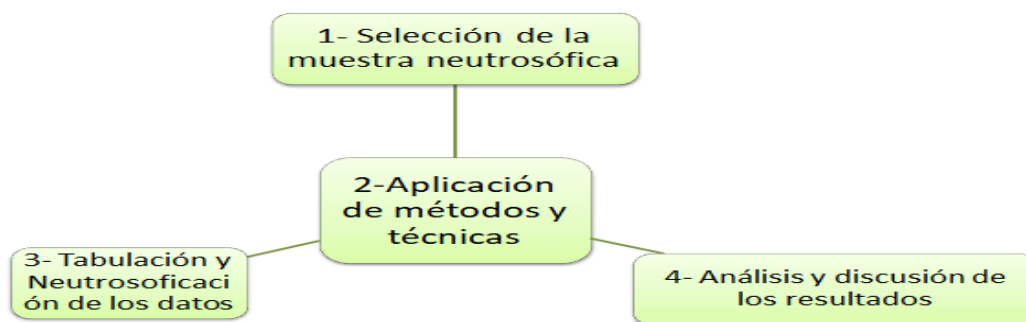 1- Selección de la
muestra neutrosófica
2-Aplicación
de métodos y
técnicas
3- Tabulación y
Neutrosoficaci
ón de los datos
4- Análisis y discusión de
los resultados